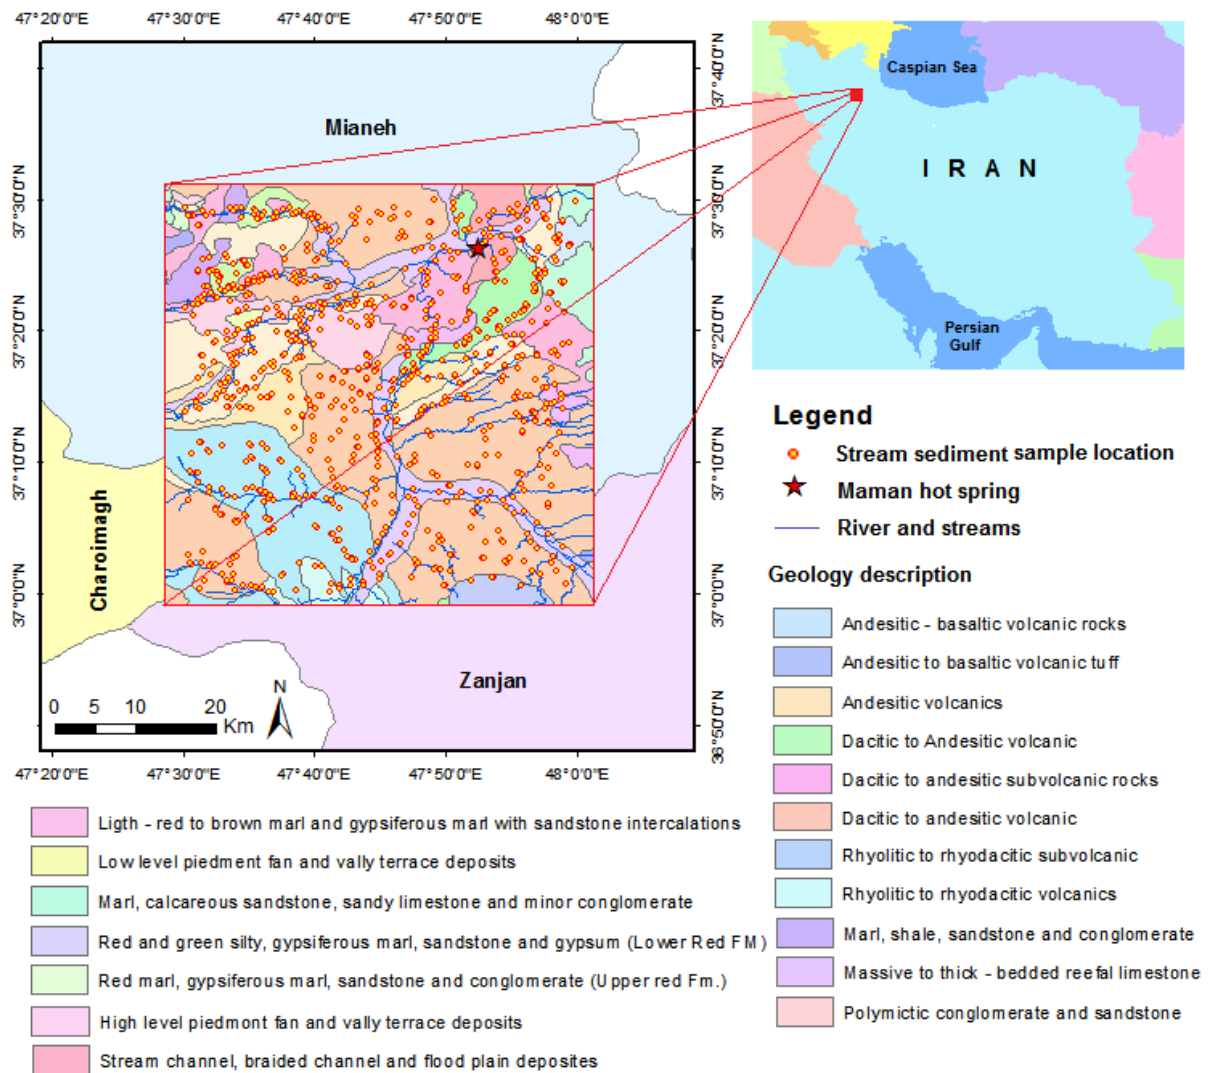 47°20'0"E 47°30'0"E 47°40'0"E 47°50'0"E 48°0'0"E
37°40'0"N
37°30'0"N
37°20'0"N
37°10'0"N
37°0'0"N
36°50'0"N
37°30'0"N
37°20'0"N
37°10'0"N
37°0'0"N
Mianeh
Charoimagh
Zanjan
0 5 10 20
Km
N
47°20'0"E 47°30'0"E 47°40'0"E 47°50'0"E 48°0'0"E
Caspian Sea
I R A N
Persian
Gulf
Legend
Stream sediment sample location
Maman hot spring
River and streams
Geology description
Andesitic - basaltic volcanic rocks
Andesitic to basaltic volcanic tuff
Andesitic volcanics
Dacitic to Andesitic volcanic
Dacitic to andesitic subvolcanic rocks
Dacitic to andesitic volcanic
Rhyolitic to rhyodacitic subvolcanic
Rhyolitic to rhyodacitic volcanics
Marl, shale, sandstone and conglomerate
Massive to thick - bedded reefal limestone
Polymictic conglomerate and sandstone
Ligth - red to brown marl and gypsiferous marl with sandstone intercalations
Low level piedment fan and vally terrace deposits
Marl, calcareous sandstone, sandy limestone and minor conglomerate
Red and green silty, gypsiferous marl, sandstone and gypsum (Lower Red FM)
Red marl, gypsiferous marl, sandstone and conglomerate (Upper red Fm.)
High level piedmont fan and vally terrace deposits
Stream channel, braided channel and flood plain deposites